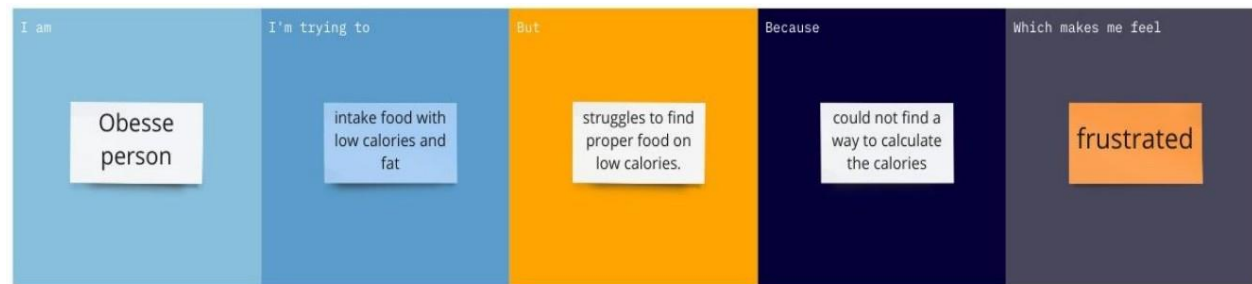 I am
Obesse
person
I'm trying to
intake food with
low calories and
fat
But
struggles to find
proper food on
low calories.
Because
could not find a
way to calculate
the calories
Which makes me feel
frustrated